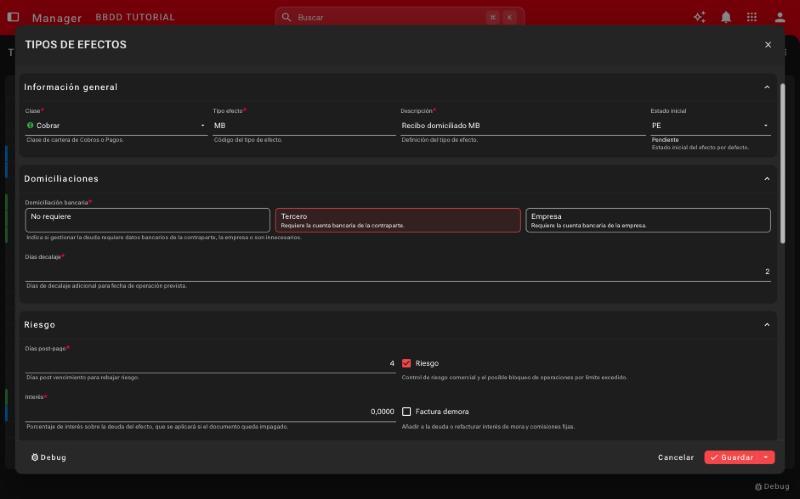 Manager
BBDD TUTORIAL
Buscar
⌘ K
TIPOS DE EFECTOS
Información general
Clase*
Cobrar
Clase de cartera de Cobros o Pagos.
Tipo efecto*
MB
Código del tipo de efecto.
Descripción*
Recibo domiciliado MB
Definición del tipo de efecto.
Estado inicial
PE
Pendiente
Estado inicial del efecto por defecto.
Domiciliaciones
Domiciliación bancaria*
No requiere
Tercero
Requiere la cuenta bancaria de la contraparte.
Empresa
Requiere la cuenta bancaria de la empresa.
Indica si gestionar la deuda requiere datos bancarios de la contraparte, la empresa o son innecesarios.
Días decalaje*
2
Días de decalaje adicional para fecha de operación prevista.
Riesgo
Días post-pago*
4
Días post vencimiento para rebajar riesgo.
Riesgo
Control de riesgo comercial y el posible bloqueo de operaciones por límite excedido.
Interés*
0,0000
Porcentaje de interés sobre la deuda del efecto, que se aplicará si el documento queda impagado.
Factura demora
Añadir a la deuda o refacturar interés de mora y comisiones fijas.
Debug
Cancelar
Guardar
Debug